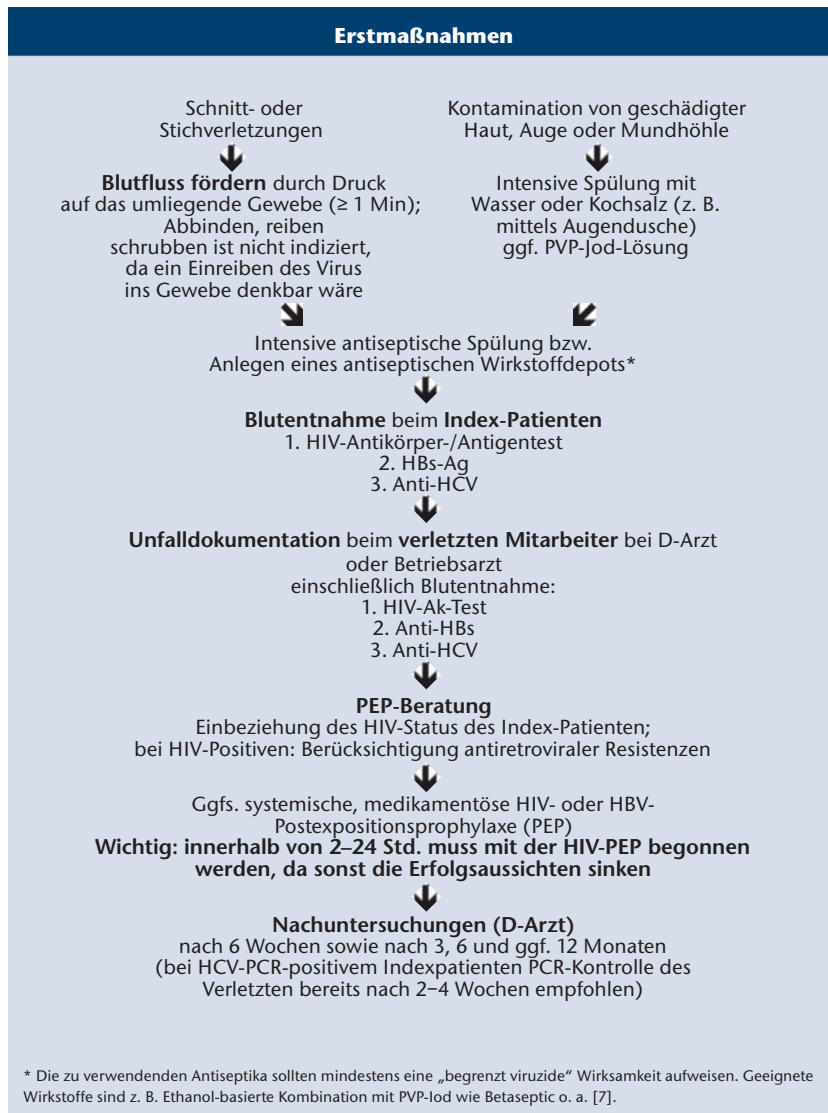 Erstmaßnahmen
Schnitt- oder
Stichverletzungen
Blutfluss fördern durch Druck
auf das umliegende Gewebe (≥ 1 Min);
Abbinden, reiben
schrubben ist nicht indiziert,
da ein Einreiben des Virus
ins Gewebe denkbar wäre
Kontamination von geschädigter
Haut, Auge oder Mundhöhle
Intensive Spülung mit
Wasser oder Kochsalz (z. B.
mittels Augendusche)
ggf. PVP-Jod-Lösung
Intensive antiseptische Spülung bzw.
Anlegen eines antiseptischen Wirkstoffdepots*
Blutentnahme beim Index-Patienten
1. HIV-Antikörper-/Antigentest
2. HBs-Ag
3. Anti-HCV
Unfalldokumentation beim verletzten Mitarbeiter bei D-Arzt
oder Betriebsarzt
einschließlich Blutentnahme:
1. HIV-Ak-Test
2. Anti-HBs
3. Anti-HCV
PEP-Beratung
Einbeziehung des HIV-Status des Index-Patienten;
bei HIV-Positiven: Berücksichtigung antiretroviraler Resistenzen
Ggfs. systemische, medikamentöse HIV- oder HBV-
Postexpositionsprophylaxe (PEP)
Wichtig: innerhalb von 2–24 Std. muss mit der HIV-PEP begonnen
werden, da sonst die Erfolgsaussichten sinken
Nachuntersuchungen (D-Arzt)
nach 6 Wochen sowie nach 3, 6 und ggf. 12 Monaten
(bei HCV-PCR-positivem Indexpatienten PCR-Kontrolle des
Verletzten bereits nach 2–4 Wochen empfohlen)
* Die zu verwendenden Antiseptika sollten mindestens eine „begrenzt viruzide" Wirksamkeit aufweisen. Geeignete
Wirkstoffe sind z. B. Ethanol-basierte Kombination mit PVP-Iod wie Betaseptic o. a. [7].